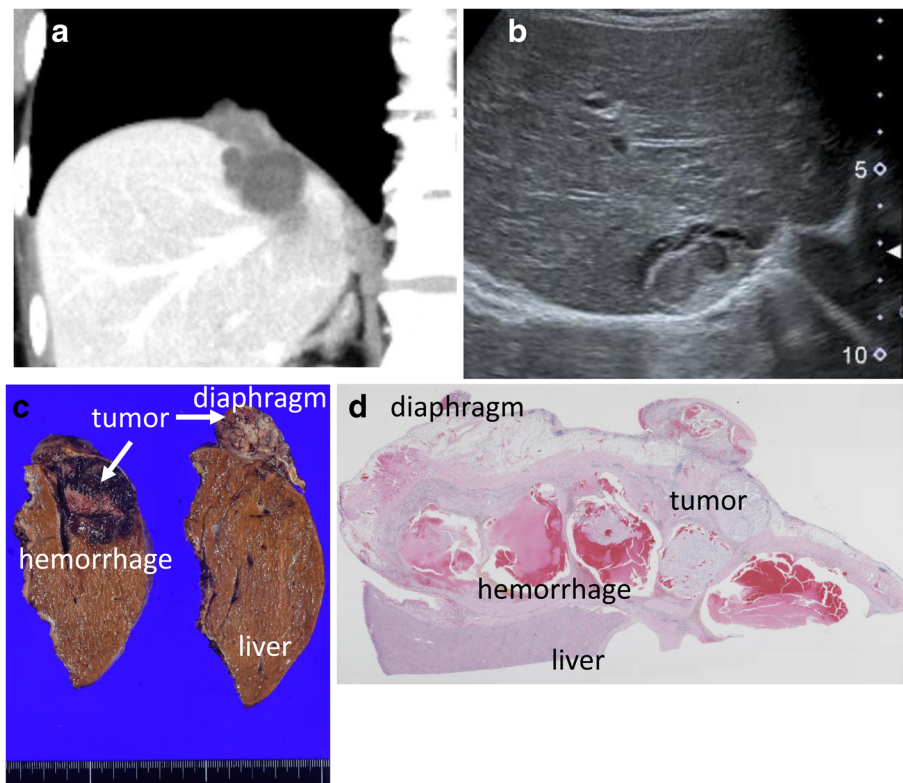 a
b
5
10
c
diaphragm
tumor
hemorrhage
liver
d
diaphragm
tumor
hemorrhage
liver